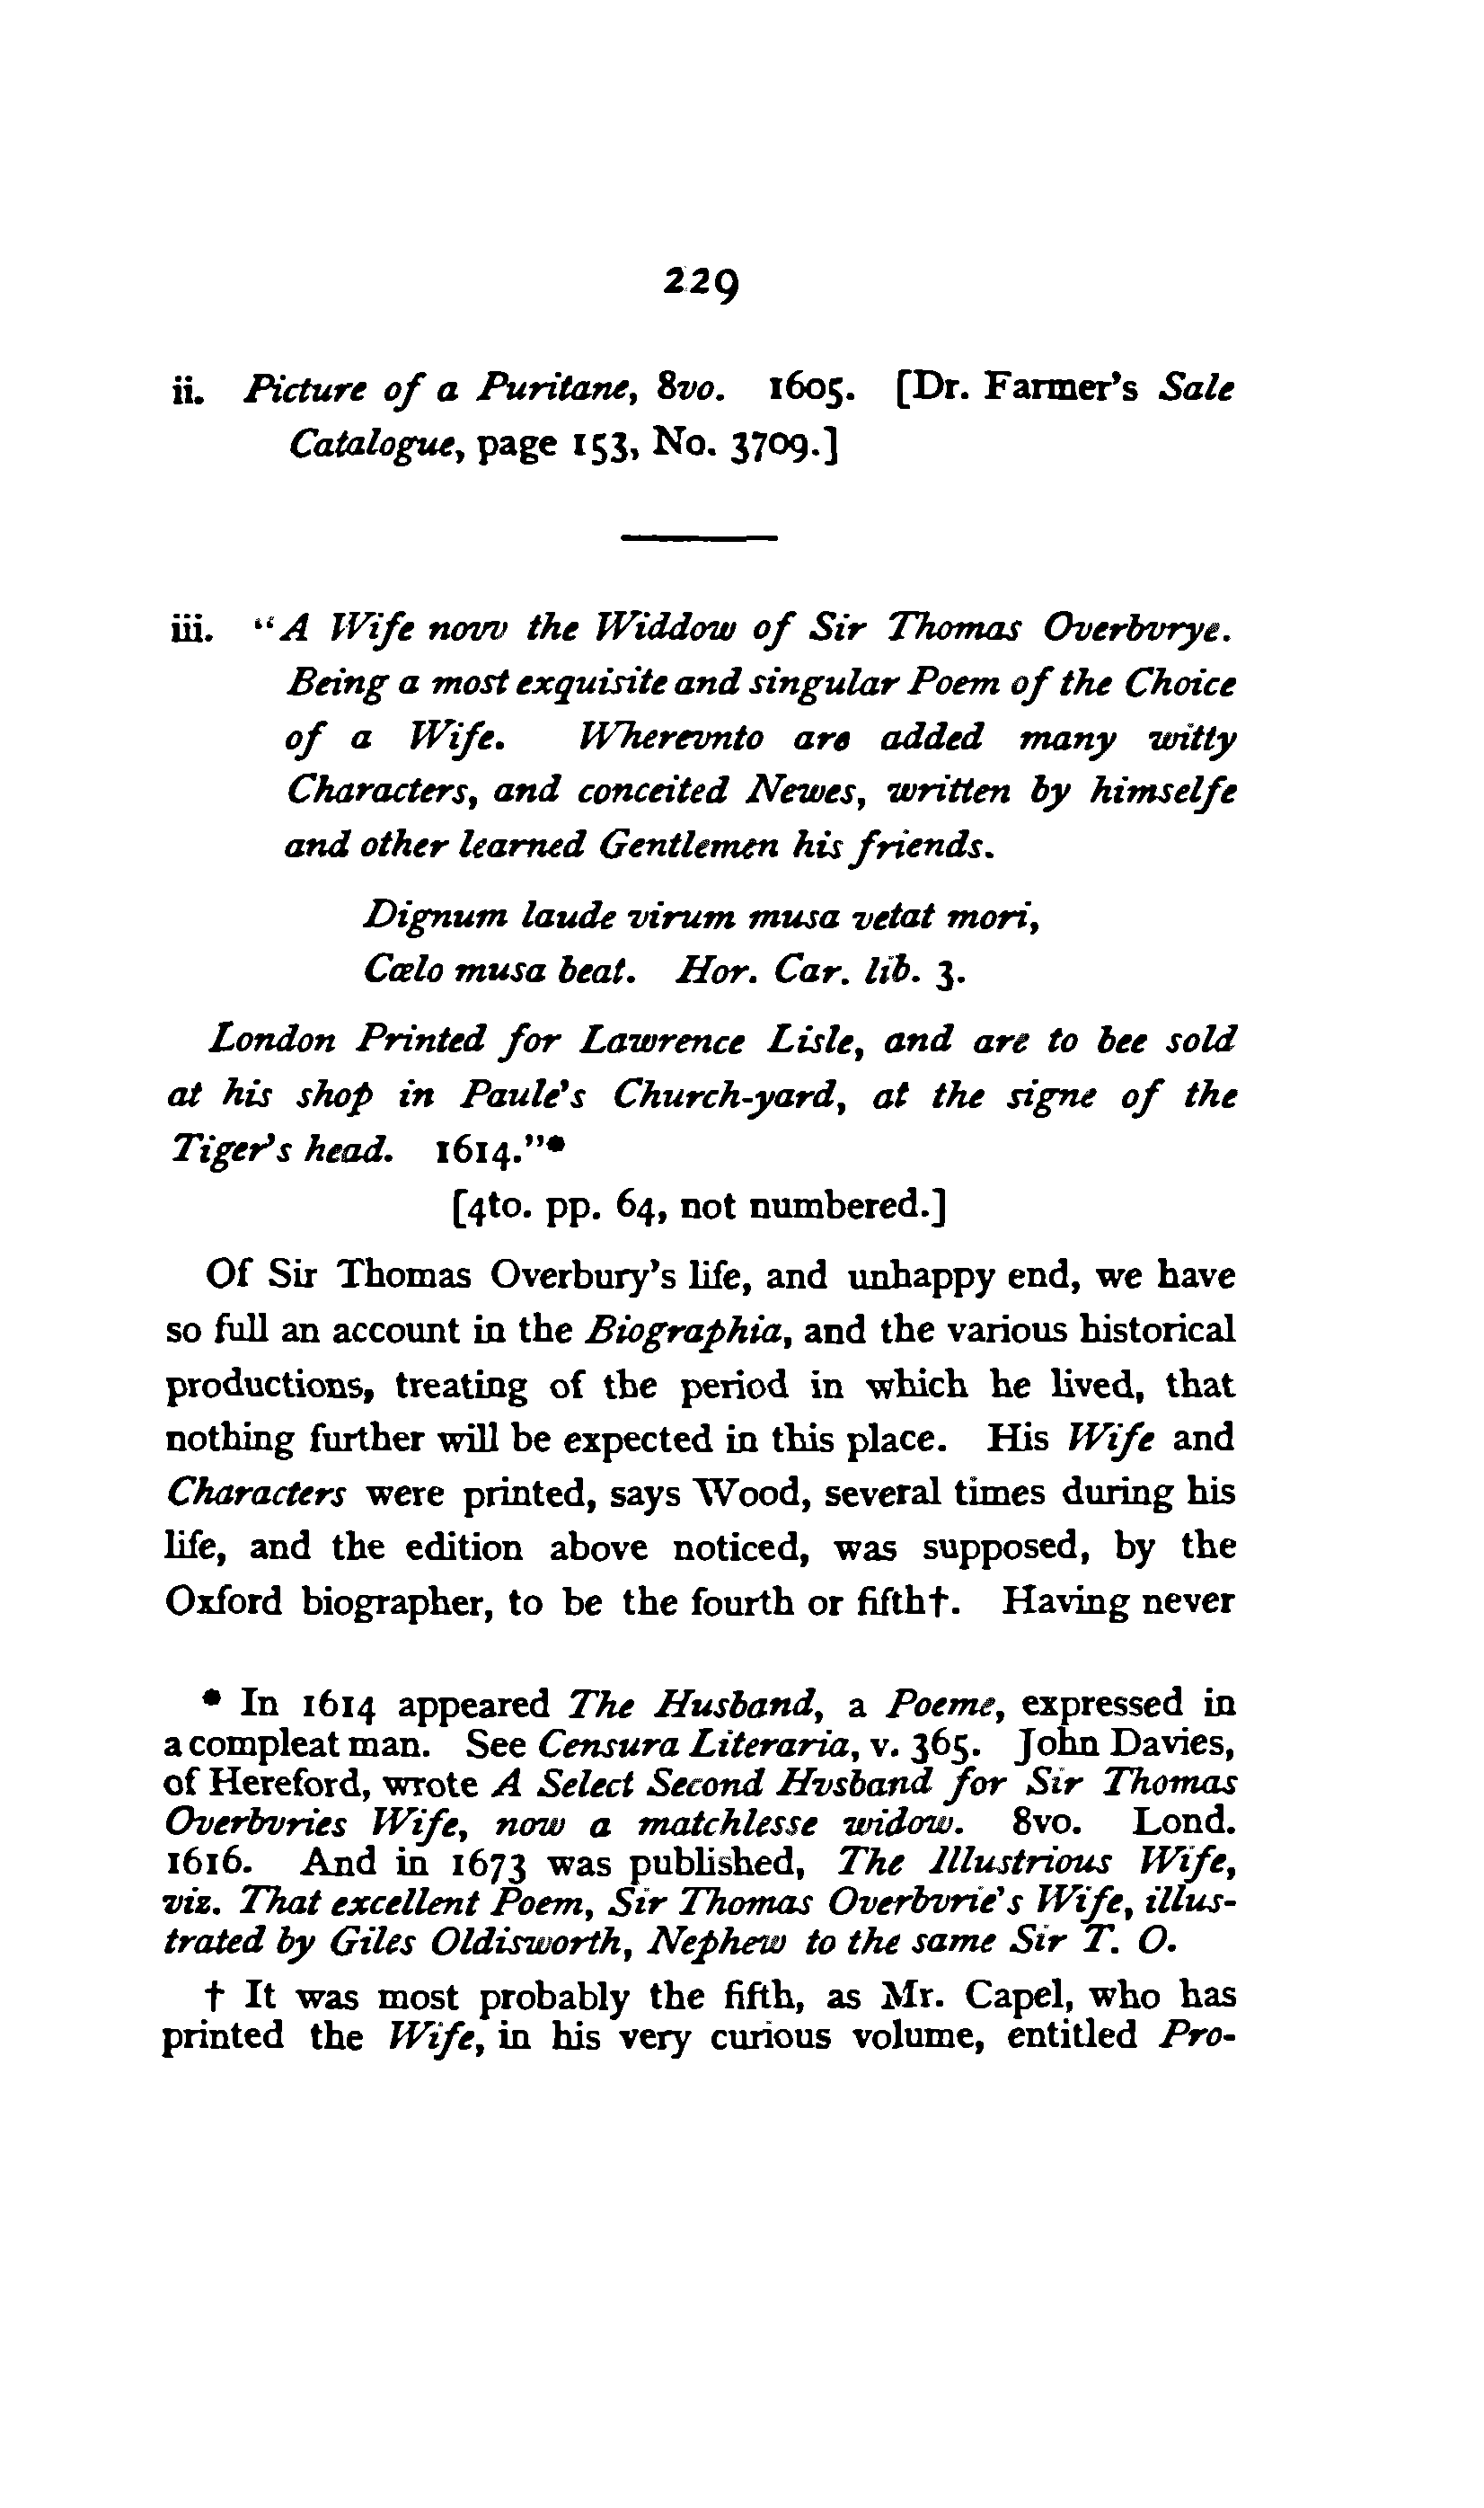 229
ii. Picture of a Puritane, 8vo. 1605. [Dr. Farmer's Sale
Catalogue, page 153, No. 3709.]
iii. "A Wife novv the Widdow of Sir Thomas Overbvrye.
Being a most exquisite and singular Poem of the Choice
of a Wife. Wherevnto are added many witty
Characters, and conceited Newes, written by himselfe
and other learned Gentlemen his friends.
Dignum laude virum musa vetat mori,
Cœlo musa beat. Hor. Car. lib. 3.
London Printed for Lawrence Lisle, and are to bee sold
at his shop in Paule's Church-yard, at the signe of the
Tiger's head. 1614."*
[4to. pp. 64, not numbered.]
Of Sir Thomas Overbury's life, and unhappy end, we have
so full an account in the Biographia, and the various historical
productions, treating of the period in which he lived, that
nothing further will be expected in this place. His Wife and
Characters were printed, says Wood, several times during his
life, and the edition above noticed, was supposed, by the
Oxford biographer, to be the fourth or fifth†. Having never
* In 1614 appeared The Husband, a Poeme, expressed in
a compleat man. See Censura Literaria, v. 365. John Davies,
of Hereford, wrote A Select Second Hvsband for Sir Thomas
Overbvries Wife, now a matchlesse widow. 8vo. Lond.
1616. And in 1673 was published, The Illustrious Wife,
viz. That excellent Poem, Sir Thomas Overbvrie's Wife, illus-
trated by Giles Oldisworth, Nephew to the same Sir T. O.
† It was most probably the fifth, as Mr. Capel, who has
printed the Wife, in his very curious volume, entitled Pro-